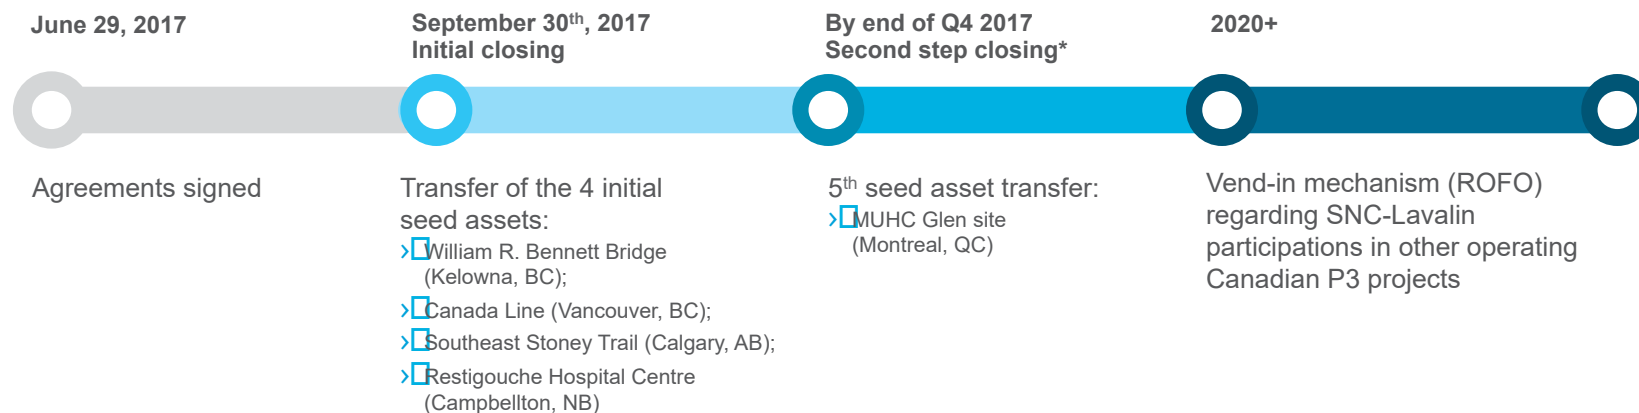 June 29, 2017
Agreements signed
September 30th, 2017
Initial closing
Transfer of the 4 initial
seed assets:
› William R. Bennett Bridge
(Kelowna, BC);
› Canada Line (Vancouver, BC);
› Southeast Stoney Trail (Calgary, AB);
› Restigouche Hospital Centre
(Campbellton, NB)
By end of Q4 2017
Second step closing*
5th seed asset transfer:
› MUHC Glen site
(Montreal, QC)
2020+
Vend-in mechanism (ROFO)
regarding SNC-Lavalin
participations in other operating
Canadian P3 projects